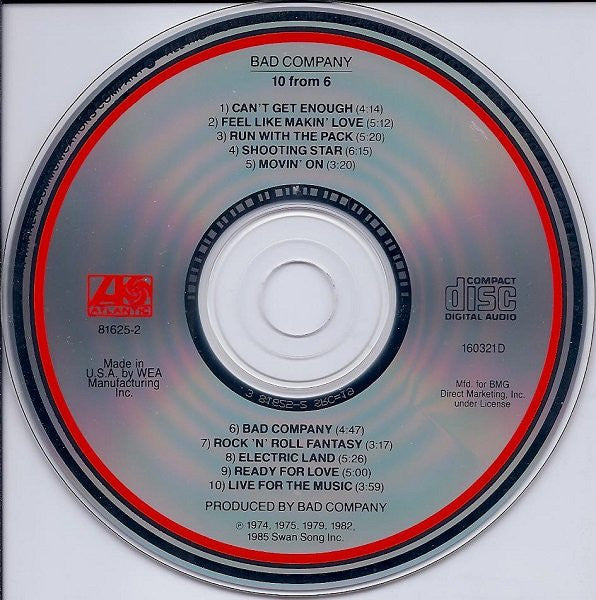 BAD COMPANY
10 from 6
1) CAN'T GET ENOUGH (4:14)
2) FEEL LIKE MAKIN' LOVE (5:12)
3) RUN WITH THE PACK (5:20)
4) SHOOTING STAR (6:15)
5) MOVIN' ON (3:20)
ATLANTIC
81625-2
Made in
U.S.A. by WEA
Manufacturing
Inc.
COMPACT
disc
DIGITAL AUDIO
160321D
Mfd. for BMG
Direct Marketing, Inc.
under License
3 81625-2 SRC=19
6) BAD COMPANY (4:47)
7) ROCK 'N' ROLL FANTASY (3:17)
8) ELECTRIC LAND (5:26)
9) READY FOR LOVE (5:00)
10) LIVE FOR THE MUSIC (3:59)
PRODUCED BY BAD COMPANY
℗ 1974, 1975, 1979, 1982,
1985 Swan Song Inc.